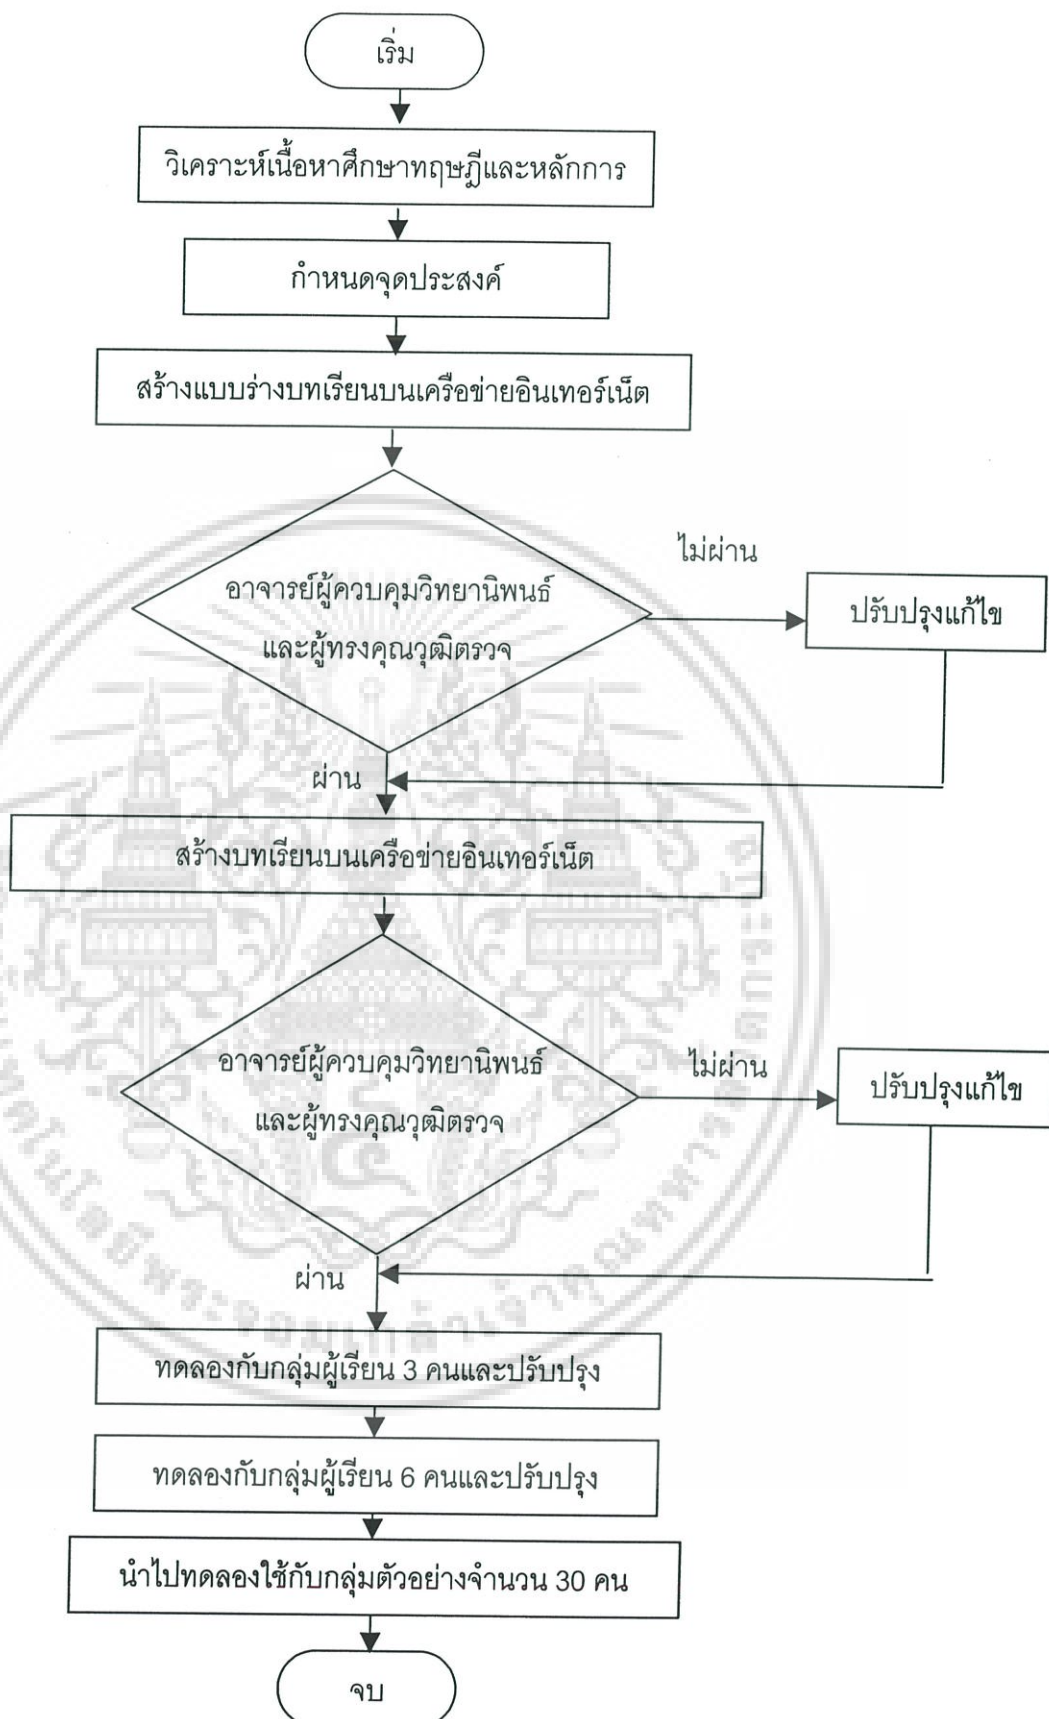 เริ่ม
วิเคราะห์เนื้อหาศึกษาทฤษฎีและหลักการ
กำหนดจุดประสงค์
สร้างแบบร่างบทเรียนบนเครือข่ายอินเทอร์เน็ต
ไม่ผ่าน
อาจารย์ผู้ควบคุมวิทยานิพนธ์
และผู้ทรงคุณวุฒิตรวจ
ปรับปรุงแก้ไข
ผ่าน
สร้างบทเรียนบนเครือข่ายอินเทอร์เน็ต
อาจารย์ผู้ควบคุมวิทยานิพนธ์
และผู้ทรงคุณวุฒิตรวจ
ไม่ผ่าน
ปรับปรุงแก้ไข
ผ่าน
ทดลองกับกลุ่มผู้เรียน 3 คนและปรับปรุง
ทดลองกับกลุ่มผู้เรียน 6 คนและปรับปรุง
นำไปทดลองใช้กับกลุ่มตัวอย่างจำนวน 30 คน
จบ